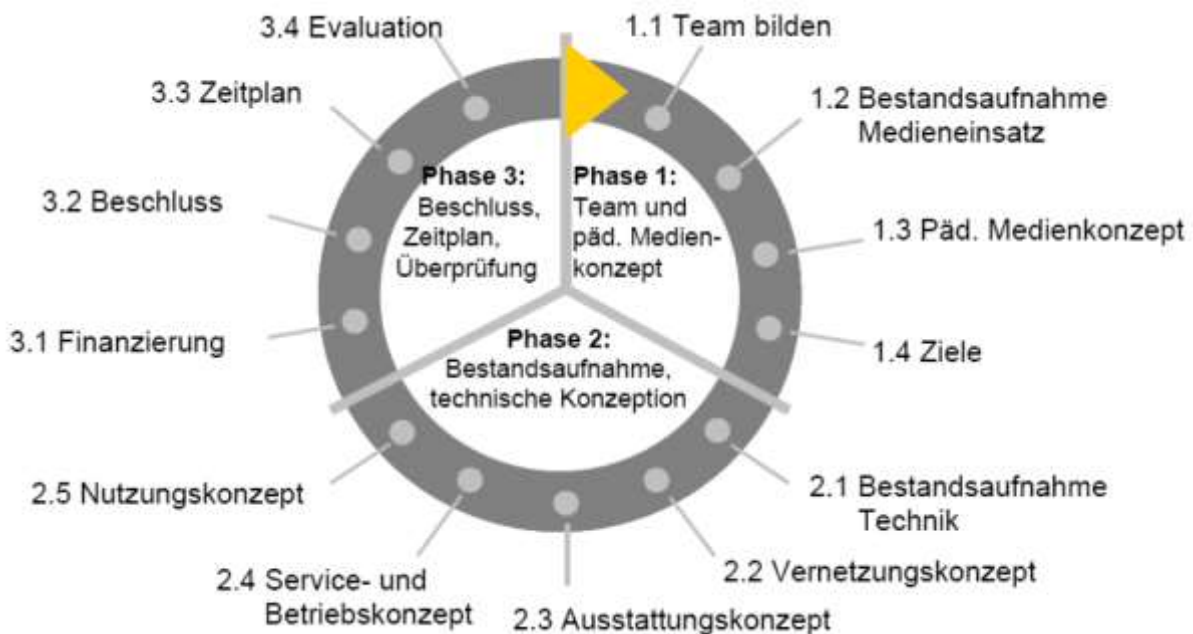 1.1 Team bilden
1.2 Bestandsaufnahme
Medieneinsatz
1.3 Päd. Medienkonzept
1.4 Ziele
2.1 Bestandsaufnahme
Technik
2.2 Vernetzungskonzept
2.3 Ausstattungskonzept
2.4 Service- und
Betriebskonzept
2.5 Nutzungskonzept
3.1 Finanzierung
3.2 Beschluss
3.3 Zeitplan
3.4 Evaluation
Phase 1:
Team und
päd. Medien-
konzept
Phase 2:
Bestandsaufnahme,
technische Konzeption
Phase 3:
Beschluss,
Zeitplan,
Überprüfung